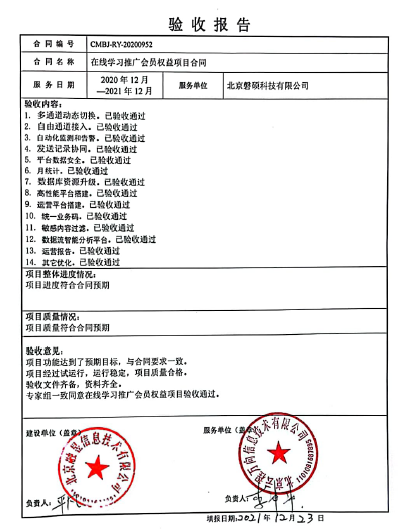 验收报告
合同编号 CMBJ-RY-20200952
合同名称 在线学习推广会员权益项目合同
服务日期 2020年12月—2021年12月 服务单位 北京磐硕科技有限公司
验收内容：
1. 多通道动态切换。已验收通过
2. 自由通道接入。已验收通过
3. 自动化监测和告警。已验收通过
4. 发送记录协同。已验收通过
5. 平台数据安全。已验收通过
6. 月统计。已验收通过
7. 数据库资源升级。已验收通过
8. 高性能平台搭建。已验收通过
9. 运营平台搭建。已验收通过
10. 统一业务码。已验收通过
11. 敏感内容过滤。已验收通过
12. 数据流智能分析平台。已验收通过
13. 运营报告。已验收通过
14. 其它优化。已验收通过
项目整体进度情况：
项目进度符合合同预期
项目质量情况：
项目质量符合合同预期
验收意见：
项目功能达到了预期目标，与合同要求一致。
项目经过试运行，运行稳定，项目质量合格。
验收文件齐备，资料齐全。
专家组一致同意在线学习推广会员权益项目验收通过。
建设单位（盖章） 服务单位（盖章）
负责人： 负责人：
填报日期：2021年12月23日